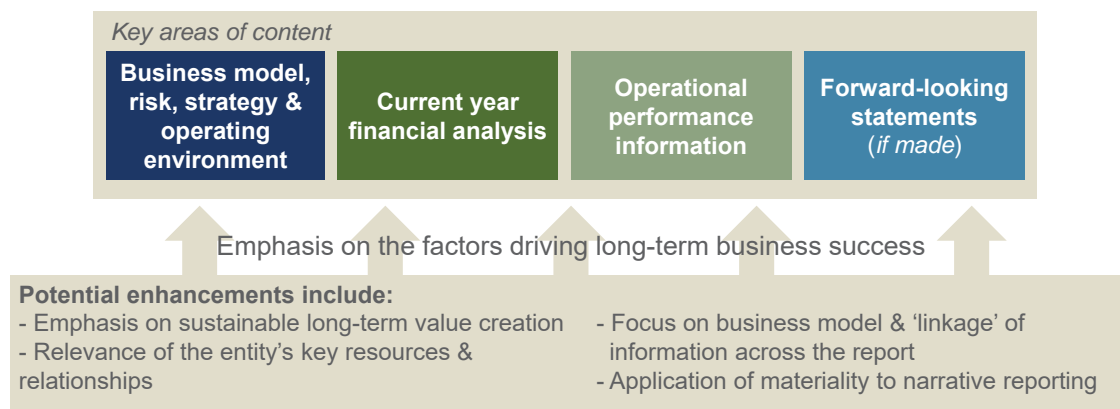 Key areas of content
Business model,
risk, strategy &
operating
environment
Current year
financial analysis
Operational
performance
information
Forward-looking
statements
(if made)
Emphasis on the factors driving long-term business success
Potential enhancements include:
- Emphasis on sustainable long-term value creation
- Relevance of the entity's key resources &
relationships
- Focus on business model & ‘linkage’ of
information across the report
- Application of materiality to narrative reporting